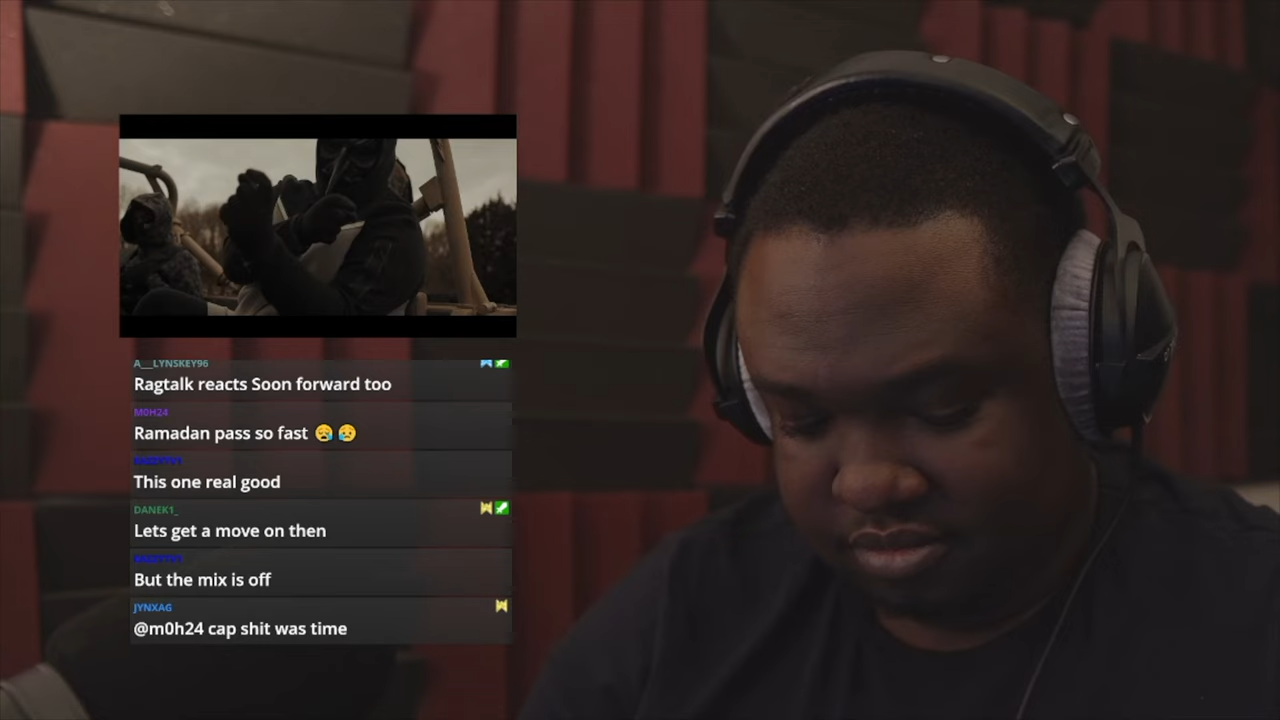 A__LYNSKEY96
Ragtalk reacts Soon forward too
M0H24
Ramadan pass so fast 😪 😥
This one real good
DANEK1_
Lets get a move on then
But the mix is off
JYNXAG
@m0h24 cap shit was time